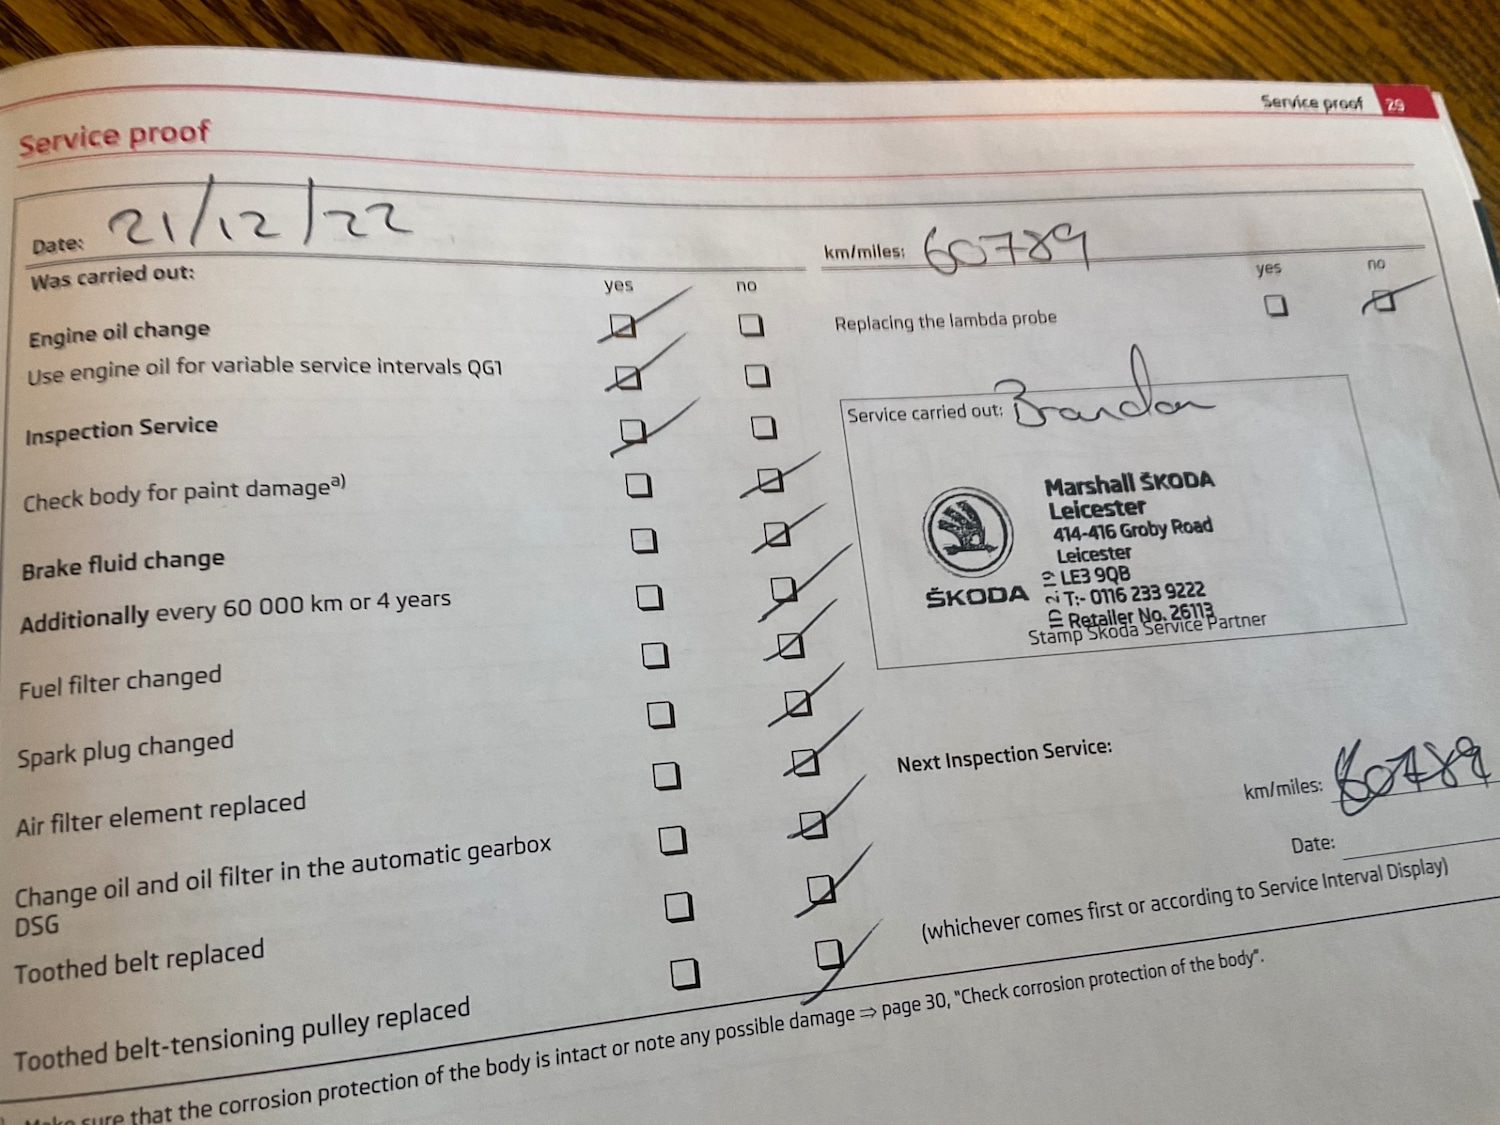 Service proof 29
Service proof
Date: 21/12/22
km/miles: 60789
Was carried out:
yes no
yes no
Engine oil change
Replacing the lambda probe
Use engine oil for variable service intervals QG1
Inspection Service
Check body for paint damage a)
Brake fluid change
Additionally every 60 000 km or 4 years
Fuel filter changed
Spark plug changed
Air filter element replaced
Change oil and oil filter in the automatic gearbox
DSG
Toothed belt replaced
Toothed belt-tensioning pulley replaced
Service carried out: Brandon
ŠKODA
Marshall ŠKODA
Leicester
414-416 Groby Road
Leicester
LE3 9QB
T:- 0116 233 9222
Retailer No. 26113
Stamp Skoda Service Partner
Next Inspection Service:
km/miles: 60789
Date:
(whichever comes first or according to Service Interval Display)
Make sure that the corrosion protection of the body is intact or note any possible damage ⇒ page 30, "Check corrosion protection of the body".